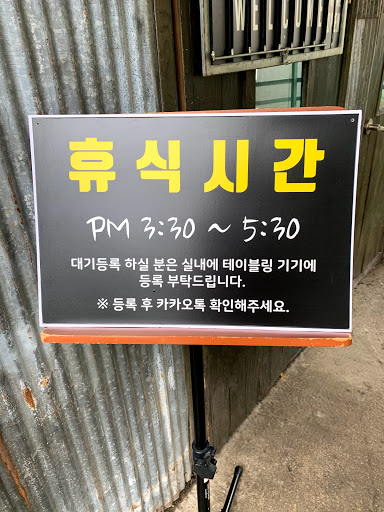 휴식시간
PM 3:30 ~ 5:30
대기등록 하실 분은 실내에 테이블링 기기에
등록 부탁드립니다.
※ 등록 후 카카오톡 확인해주세요.